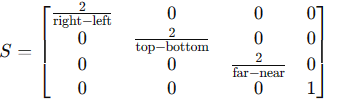 S = [ 2/(right−left) 0 0 0 ]
[ 0 2/(top−bottom) 0 0 ]
[ 0 0 2/(far−near) 0 ]
[ 0 0 0 1 ]